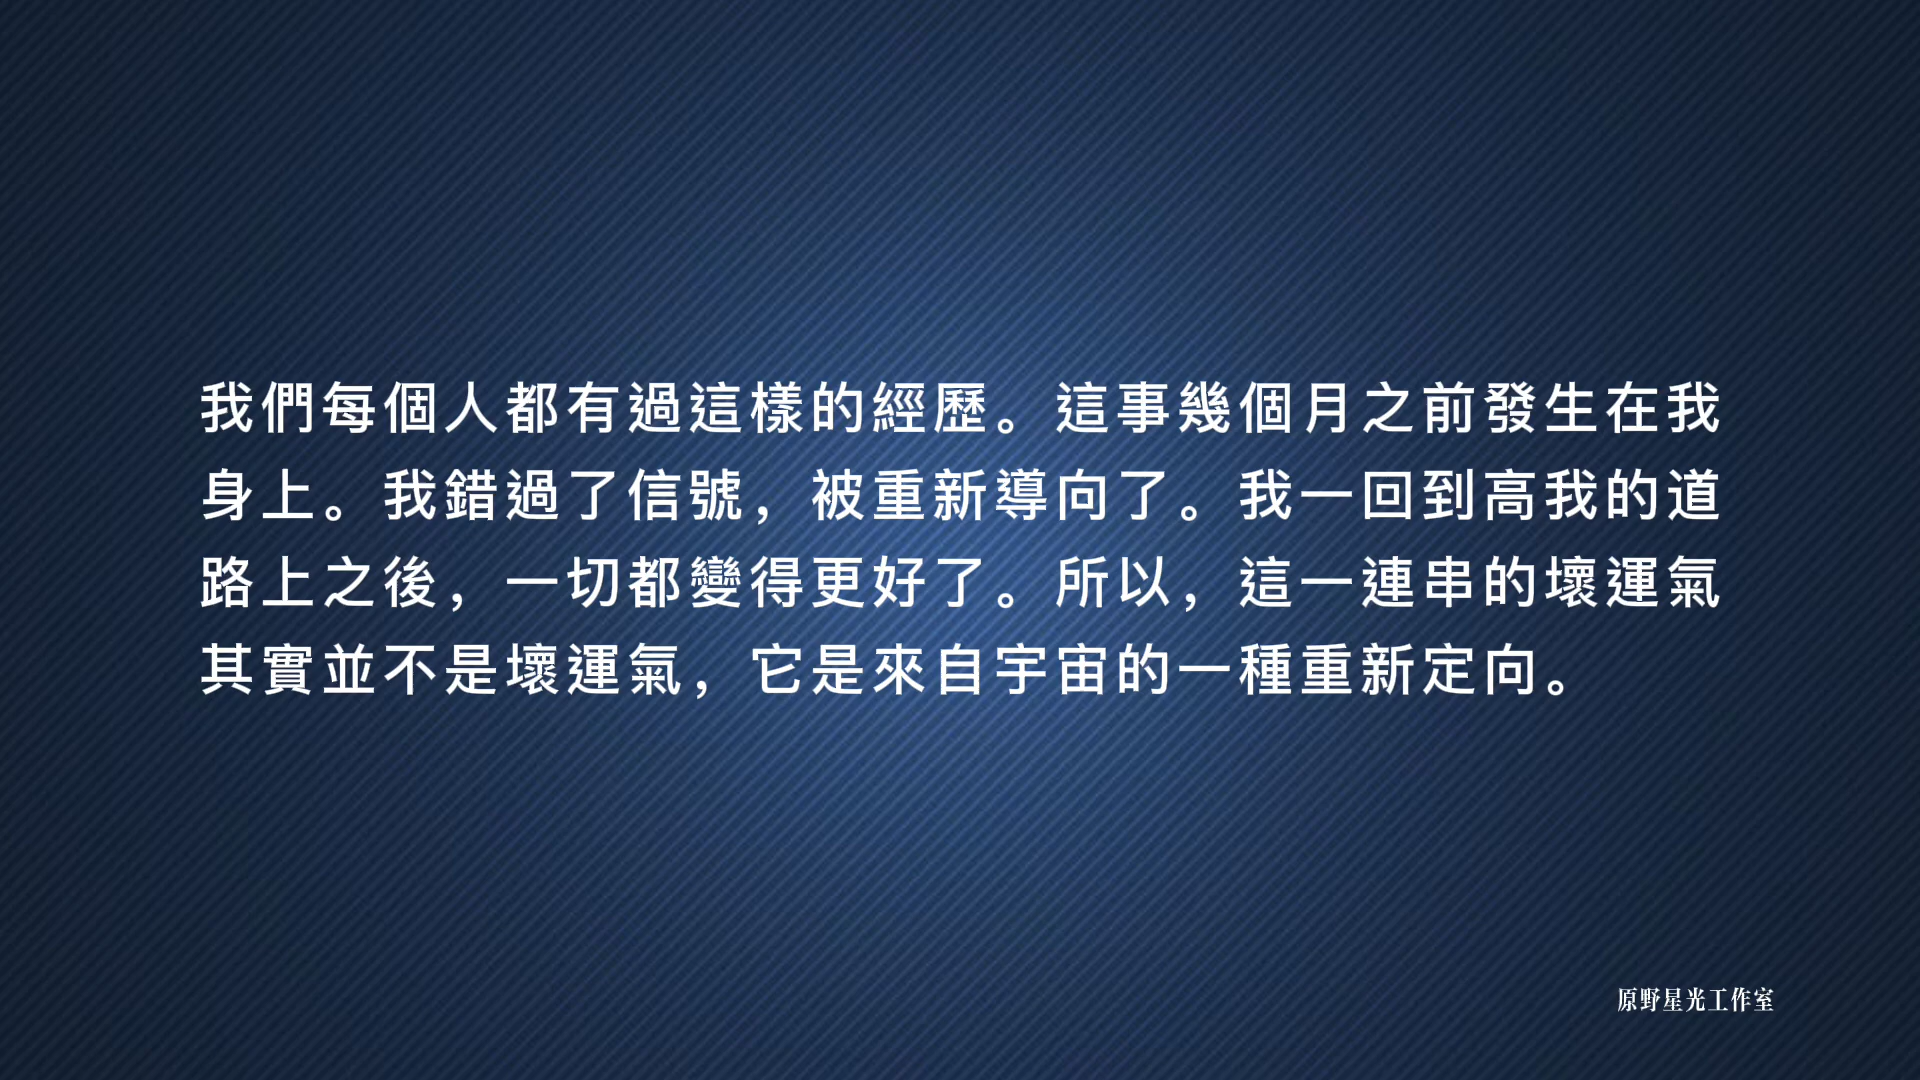 我們每個人都有過這樣的經歷。這事幾個月之前發生在我
身上。我錯過了信號，被重新導向了。我一回到高我的道
路上之後，一切都變得更好了。所以，這一連串的壞運氣
其實並不是壞運氣，它是來自宇宙的一種重新定向。
原野星光工作室